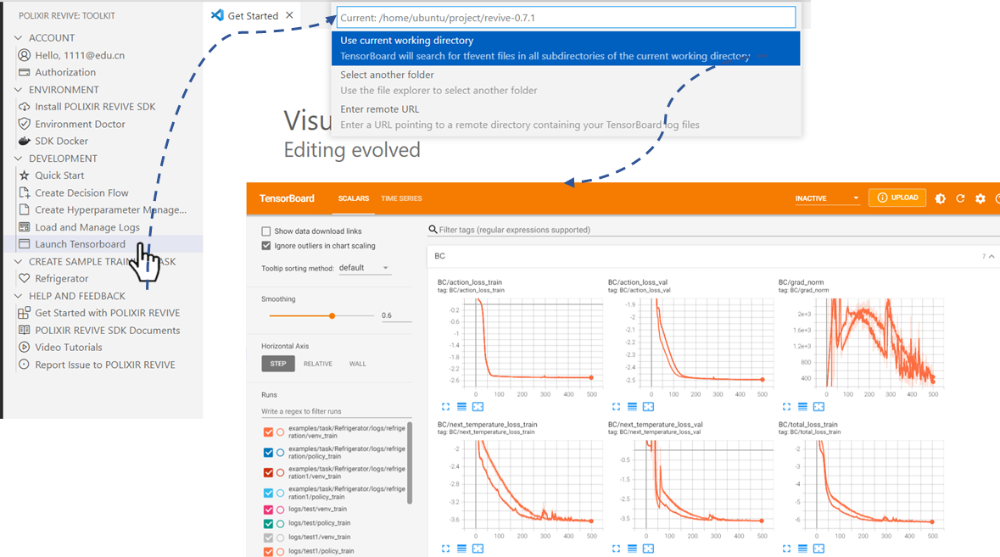 POLIXIR REVIVE: TOOLKIT
ACCOUNT
Hello, 1111@edu.cn
Authorization
ENVIRONMENT
Install POLIXIR REVIVE SDK
Environment Doctor
SDK Docker
DEVELOPMENT
Quick Start
Create Decision Flow
Create Hyperparameter Manage...
Load and Manage Logs
Launch Tensorboard
CREATE SAMPLE TRAIN
ASK
Refrigerator
HELP AND FEEDBACK
Get Started with POLIXIR REVIVE
POLIXIR REVIVE SDK Documents
Video Tutorials
Report Issue to POLIXIR REVIVE
Get Started
Current: /home/ubuntu/project/revive-0.7.1
Use current working directory
TensorBoard will search for tfevent files in all subdirectories of the current working directory
Select another folder
Use the file explorer to select another folder
Enter remote URL
Enter a URL pointing to a remote directory containing your TensorBoard log files
Visu
Editing evolved
TensorBoard
SCALARS
TIME SERIES
INACTIVE
UPLOAD
Show data download links
Ignore outliers in chart scaling
Tooltip sorting method: default
Smoothing
0.6
Horizontal Axis
STEP RELATIVE WALL
Runs
Write a regex to filter runs
examples/task/Refrigerator/logs/refrige
ration/venv_train
examples/task/Refrigerator/logs/refrige
ration/policy_train
examples/task/Refrigerator/logs/refrige
ration1/venv_train
examples/task/Refrigerator/logs/refrige
ration1/policy_train
logs/test/venv_train
logs/test/policy_train
logs/test1/venv_train
logs/test1/policy_train
Filter tags (regular expressions supported)
BC
7
BC/action_loss_train
tag: BC/action_loss_train
-0.2
-0.6
-1
-1.4
-1.8
-2.2
-2.6
0 100 200 300 400 500
BC/action_loss_val
tag: BC/action_loss_val
-1.9
-2
-2.1
-2.2
-2.3
-2.4
-2.5
0 100 200 300 400 500
BC/grad_norm
tag: BC/grad_norm
2e+3
1.6e+3
1.2e+3
800
400
0 100 200 300 400 500
BC/next_temperature_loss_train
tag: BC/next_temperature_loss_train
-2
-2.4
-2.8
-3.2
-3.6
0 100 200 300 400 500
BC/next_temperature_loss_val
tag: BC/next_temperature_loss_val
-0.5
-1.5
-2.5
-3.5
0 100 200 300 400 500
BC/total_loss_train
tag: BC/total_loss_train
-2
-3
-4
-5
-6
0 100 200 300 400 500